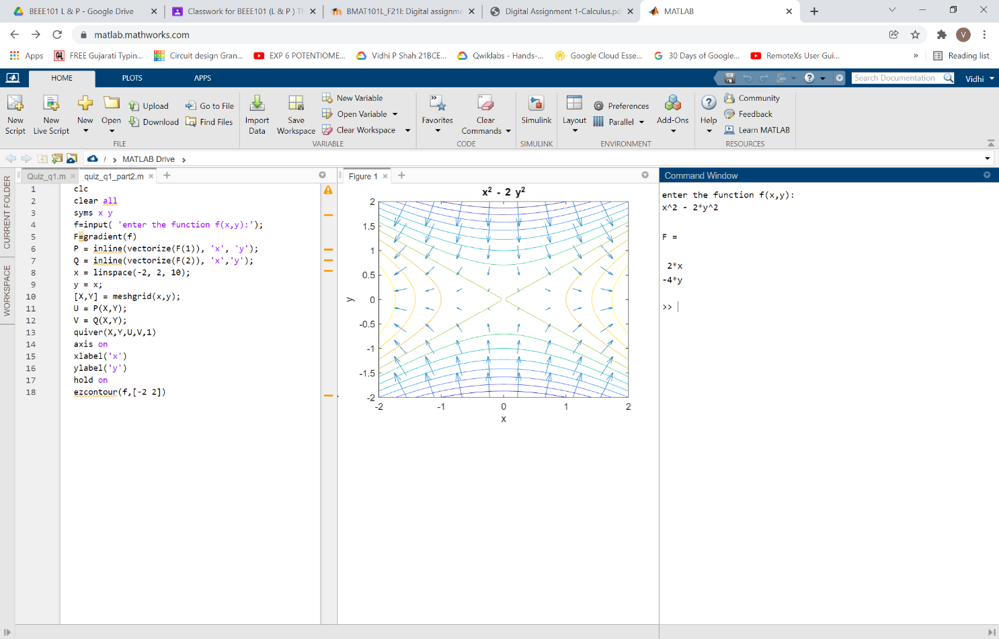 BEEE101 L & P - Google Drive
Classwork for BEEE101 (L & P ) Th
BMAT101L_F21I: Digital assignme
Digital Assignment 1-Calculus.pd
MATLAB
matlab.mathworks.com
V
Apps
FREE Gujarati Typin...
Circuit design Gran...
EXP 6 POTENTIOME...
Vidhi P Shah 21BCE...
Qwiklabs - Hands-...
Google Cloud Esse...
30 Days of Google...
RemoteXs User Gui...
»
Reading list
HOME
PLOTS
APPS
Search Documentation
Vidhi
New Script
New Live Script
New
Open
Upload
Download
Go to File
Find Files
FILE
Import Data
Save Workspace
New Variable
Open Variable
Clear Workspace
VARIABLE
Favorites
Clear Commands
CODE
Simulink
SIMULINK
Layout
Preferences
Parallel
Add-Ons
ENVIRONMENT
Help
Community
Feedback
Learn MATLAB
RESOURCES
/ › MATLAB Drive ›
CURRENT FOLDER
WORKSPACE
Quiz_q1.m
quiz_q1_part2.m
1 clc
2 clear all
3 syms x y
4 f=input( 'enter the function f(x,y):');
5 F=gradient(f)
6 P = inline(vectorize(F(1)), 'x', 'y');
7 Q = inline(vectorize(F(2)), 'x','y');
8 x = linspace(-2, 2, 10);
9 y = x;
10 [X,Y] = meshgrid(x,y);
11 U = P(X,Y);
12 V = Q(X,Y);
13 quiver(X,Y,U,V,1)
14 axis on
15 xlabel('x')
16 ylabel('y')
17 hold on
18 ezcontour(f,[-2 2])
Figure 1
x² - 2 y²
2
1.5
1
0.5
0
-0.5
-1
-1.5
-2
y
-2 -1 0 1 2
x
Command Window
enter the function f(x,y):
x^2 - 2*y^2
F =
2*x
-4*y
>>